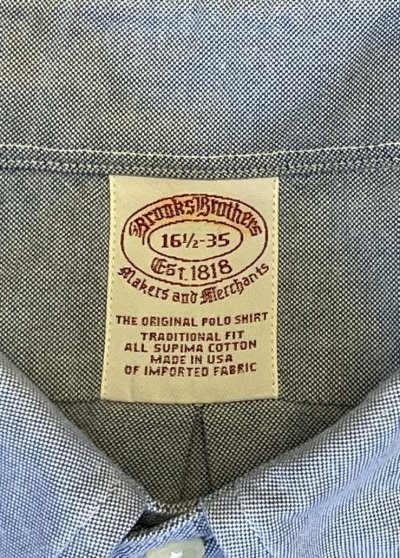 Brooks Brothers
16½-35
Est. 1818
Makers and Merchants
THE ORIGINAL POLO SHIRT
TRADITIONAL FIT
ALL SUPIMA COTTON
MADE IN USA
OF IMPORTED FABRIC